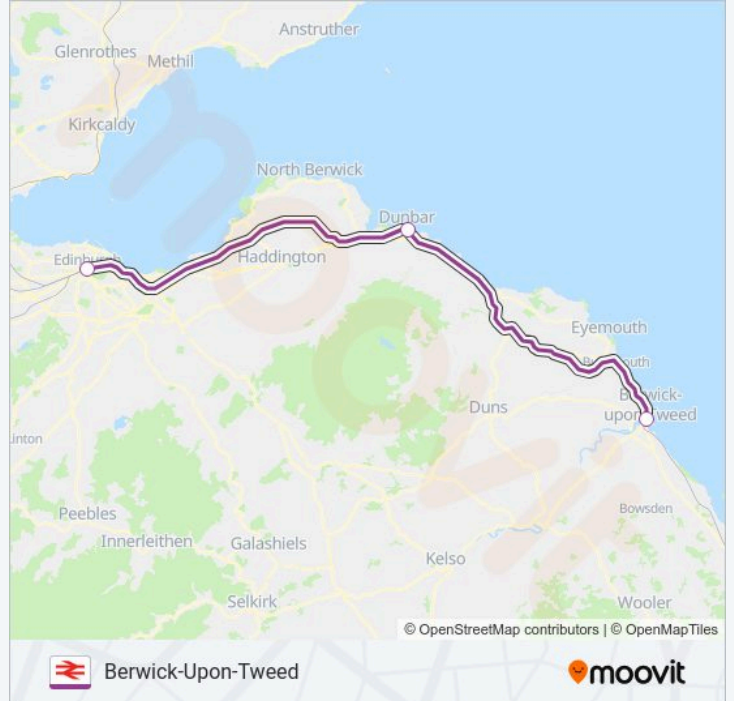 Anstruther
Glenrothes
Methil
Kirkcaldy
North Berwick
Dunbar
Edinburgh
Haddington
Eyemouth
Berwick-
upon-Tweed
Duns
Peebles
Bowsden
Innerleithen
Galashiels
Kelso
Selkirk
Wooler
© OpenStreetMap contributors | © OpenMapTiles
Berwick-Upon-Tweed
moovit